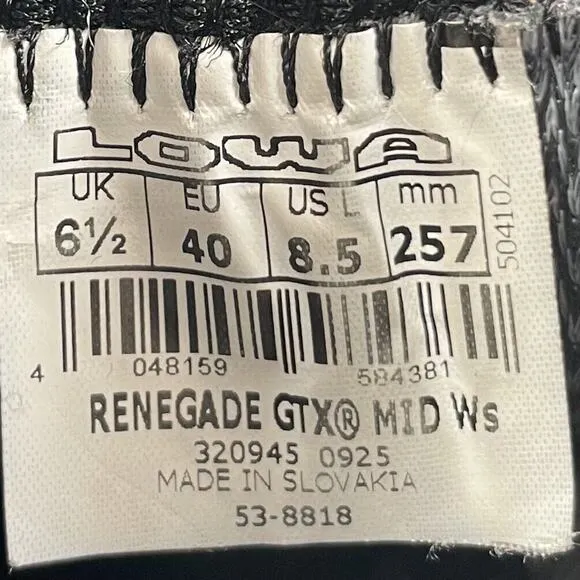 LOWA
UK EU US L mm
6½ 40 8.5 257
504102
4 048159 584381
RENEGADE GTX® MID Ws
320945 0925
MADE IN SLOVAKIA
53-8818